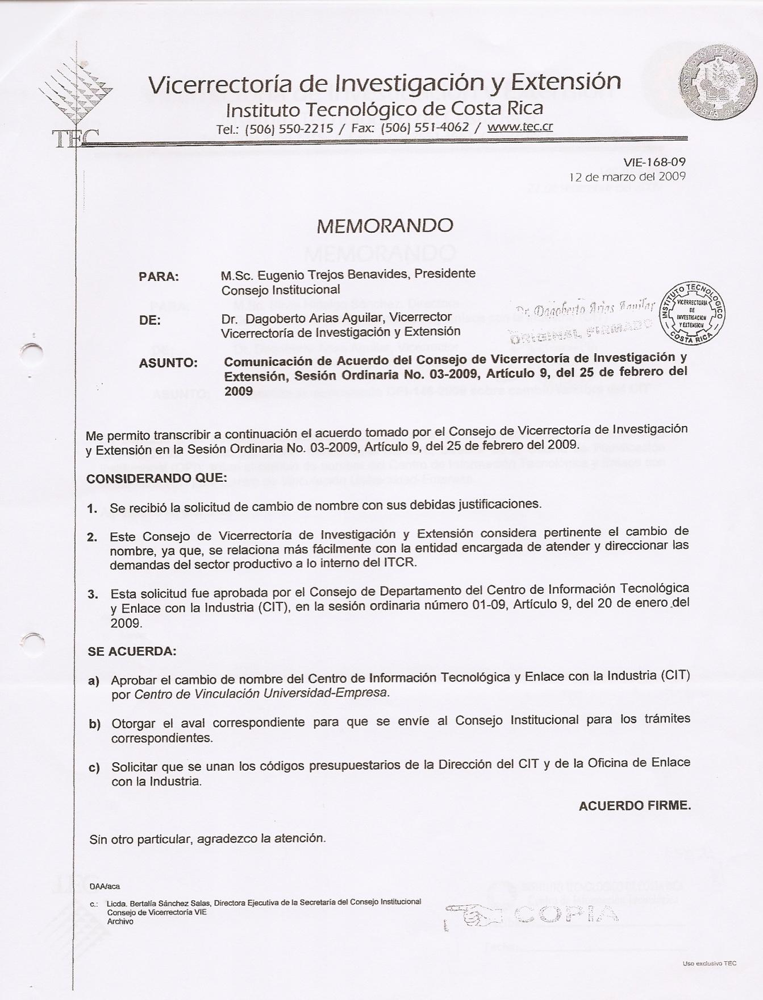 Vicerrectoría de Investigación y Extensión
Instituto Tecnológico de Costa Rica
Tel.: (506) 550-2215 / Fax: (506) 551-4062 / www.tec.cr
TEC
VIE-168-09
12 de marzo del 2009
MEMORANDO
PARA: M.Sc. Eugenio Trejos Benavides, Presidente
Consejo Institucional
DE: Dr. Dagoberto Arias Aguilar, Vicerrector
Vicerrectoría de Investigación y Extensión
Dr. Dagoberto Arias Aguilar
ORIGINAL FIRMADO
INSTITUTO TECNOLOGICO
VICERRECTORIA
DE
INVESTIGACION
Y EXTENSION
COSTA RICA
ASUNTO: Comunicación de Acuerdo del Consejo de Vicerrectoría de Investigación y
Extensión, Sesión Ordinaria No. 03-2009, Artículo 9, del 25 de febrero del
2009
Me permito transcribir a continuación el acuerdo tomado por el Consejo de Vicerrectoría de Investigación
y Extensión en la Sesión Ordinaria No. 03-2009, Artículo 9, del 25 de febrero del 2009.
CONSIDERANDO QUE:
1. Se recibió la solicitud de cambio de nombre con sus debidas justificaciones.
2. Este Consejo de Vicerrectoría de Investigación y Extensión considera pertinente el cambio de
nombre, ya que, se relaciona más fácilmente con la entidad encargada de atender y direccionar las
demandas del sector productivo a lo interno del ITCR.
3. Esta solicitud fue aprobada por el Consejo de Departamento del Centro de Información Tecnológica
y Enlace con la Industria (CIT), en la sesión ordinaria número 01-09, Artículo 9, del 20 de enero del
2009.
SE ACUERDA:
a) Aprobar el cambio de nombre del Centro de Información Tecnológica y Enlace con la Industria (CIT)
por Centro de Vinculación Universidad-Empresa.
b) Otorgar el aval correspondiente para que se envíe al Consejo Institucional para los trámites
correspondientes.
c) Solicitar que se unan los códigos presupuestarios de la Dirección del CIT y de la Oficina de Enlace
con la Industria.
ACUERDO FIRME.
Sin otro particular, agradezco la atención.
DAA/aca
c.: Licda. Bertalía Sánchez Salas, Directora Ejecutiva de la Secretaría del Consejo Institucional
Consejo de Vicerrectoría VIE
Archivo
COPIA
Uso exclusivo TEC